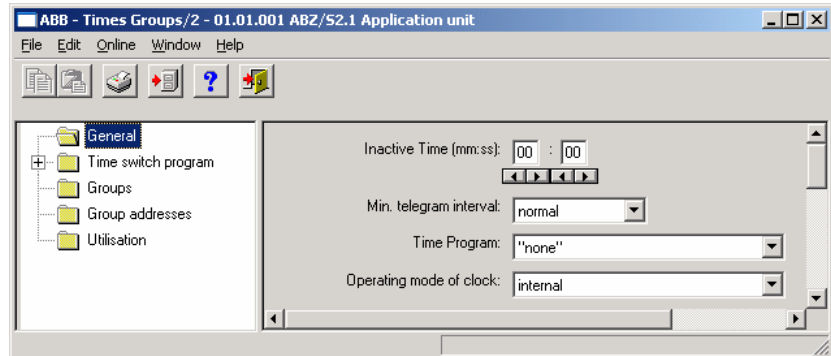 ABB - Times Groups/2 - 01.01.001 ABZ/S2.1 Application unit
File Edit Online Window Help
?
General
Time switch program
Groups
Group addresses
Utilisation
Inactive Time (mm:ss): 00 : 00
Min. telegram interval: normal
Time Program: "none"
Operating mode of clock: internal